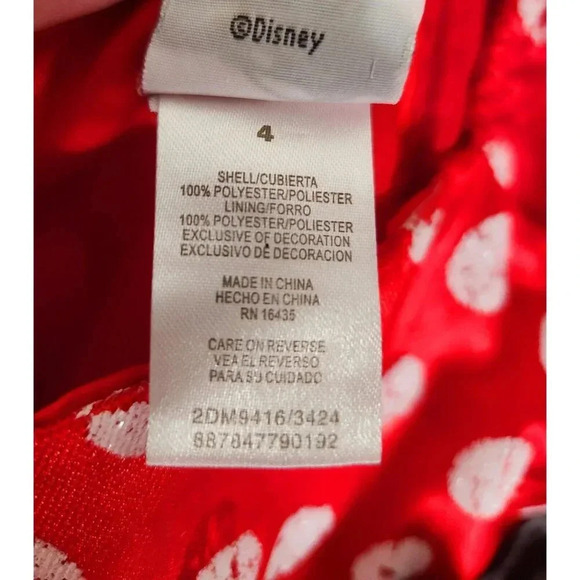 ©Disney
4
SHELL/CUBIERTA
100% POLYESTER/POLIESTER
LINING/FORRO
100% POLYESTER/POLIESTER
EXCLUSIVE OF DECORATION
EXCLUSIVO DE DECORACION
MADE IN CHINA
HECHO EN CHINA
RN 16435
CARE ON REVERSE
VEA EL REVERSO
PARA SU CUIDADO
2DM9416/3424
887847790192